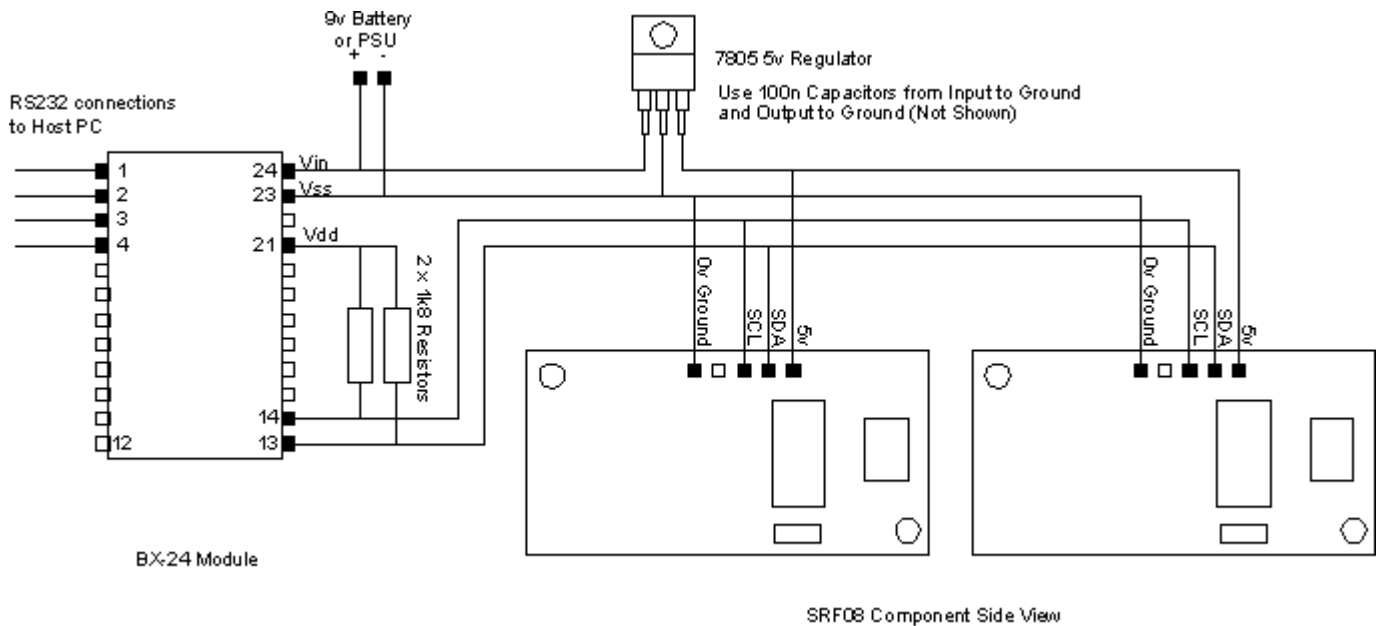 9v Battery
or PSU
+ -
7805 5v Regulator
Use 100n Capacitors from Input to Ground
and Output to Ground (Not Shown)
RS232 connections
to Host PC
1
2
3
4
12
24
23
21
14
13
Vin
Vss
Vdd
2 x 1k8 Resistors
0v Ground
SCL
SDA
5v
0v Ground
SCL
SDA
5v
BX-24 Module
SRF08 Component Side View